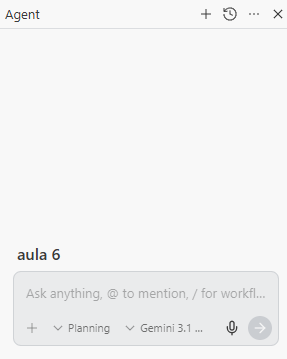 Agent
aula 6
Ask anything, @ to mention, / for workfl...
Planning
Gemini 3.1 ...